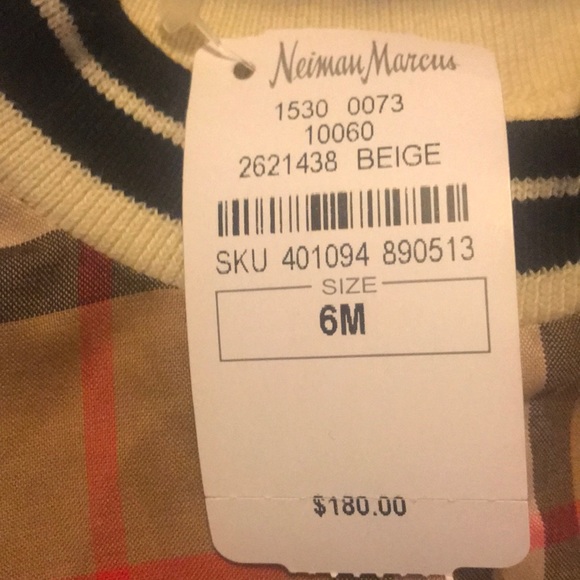 Neiman Marcus
1530 0073
10060
2621438 BEIGE
SKU 401094 890513
SIZE
6M
$180.00